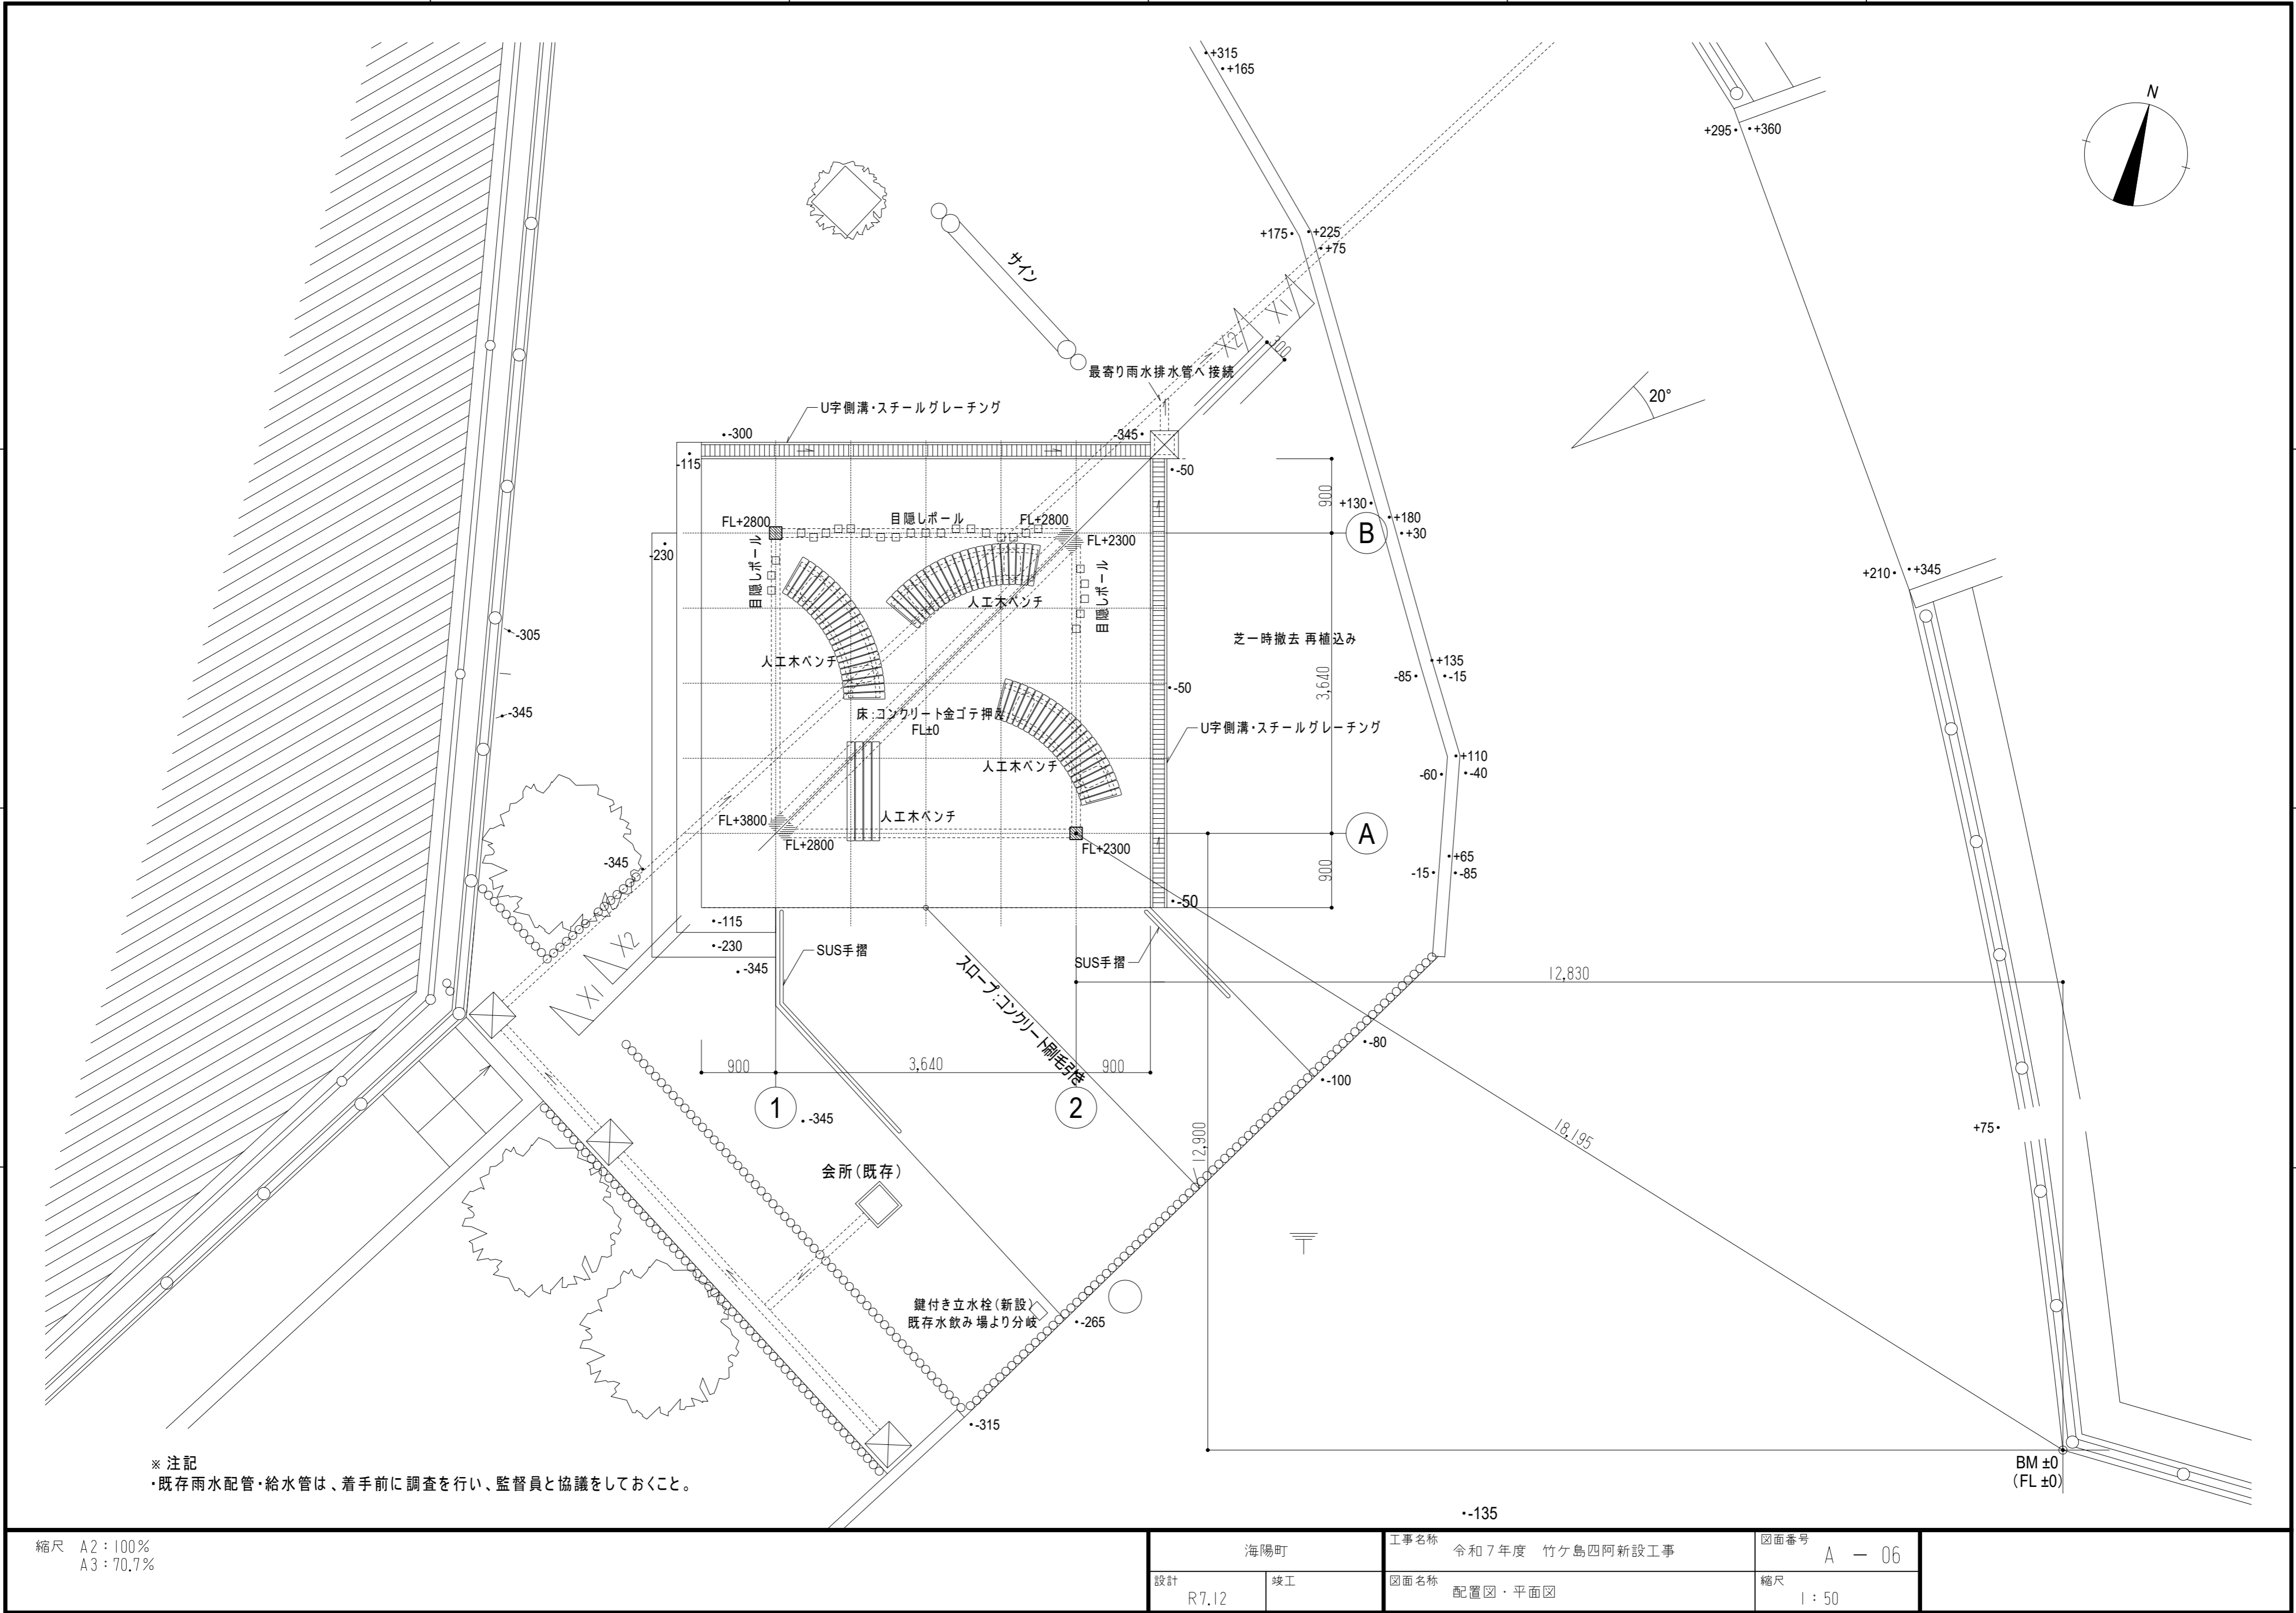 +315
+165
N
+295
+360
サイン
+175
+225
+75
X2
X1
300
最寄り雨水排水管へ接続
20°
U字側溝・スチールグレーチング
-300
-345
-115
-50
900
+130
FL+2800
目隠しポール
FL+2800
+180
B
+30
FL+2300
-230
目隠しポール
目隠しポール
+210
+345
人工木ベンチ
-305
芝一時撤去 再植込み
人工木ベンチ
+135
-85
-15
3,640
-50
-345
床:コンクリート金ゴテ押え
FL±0
U字側溝・スチールグレーチング
人工木ベンチ
+110
-60
-40
FL+3800
人工木ベンチ
A
FL+2800
FL+2300
-345
+65
-15
-85
900
-50
-115
X2
-230
SUS手摺
SUS手摺
-345
スロープ:コンクリート刷毛引き
12,830
X1
-80
900
3,640
900
-100
1
2
-345
12,900
18,195
+75
会所(既存)
鍵付き立水栓(新設)
既存水飲み場より分岐
-265
-315
※ 注記
・既存雨水配管・給水管は、着手前に調査を行い、監督員と協議をしておくこと。
BM ±0
(FL ±0)
-135
縮尺 A2:100%
A3:70.7%
海陽町
工事名称 令和7年度 竹ケ島四阿新設工事
図面番号 A - 06
設計 R7.12
竣工
図面名称 配置図・平面図
縮尺 1:50